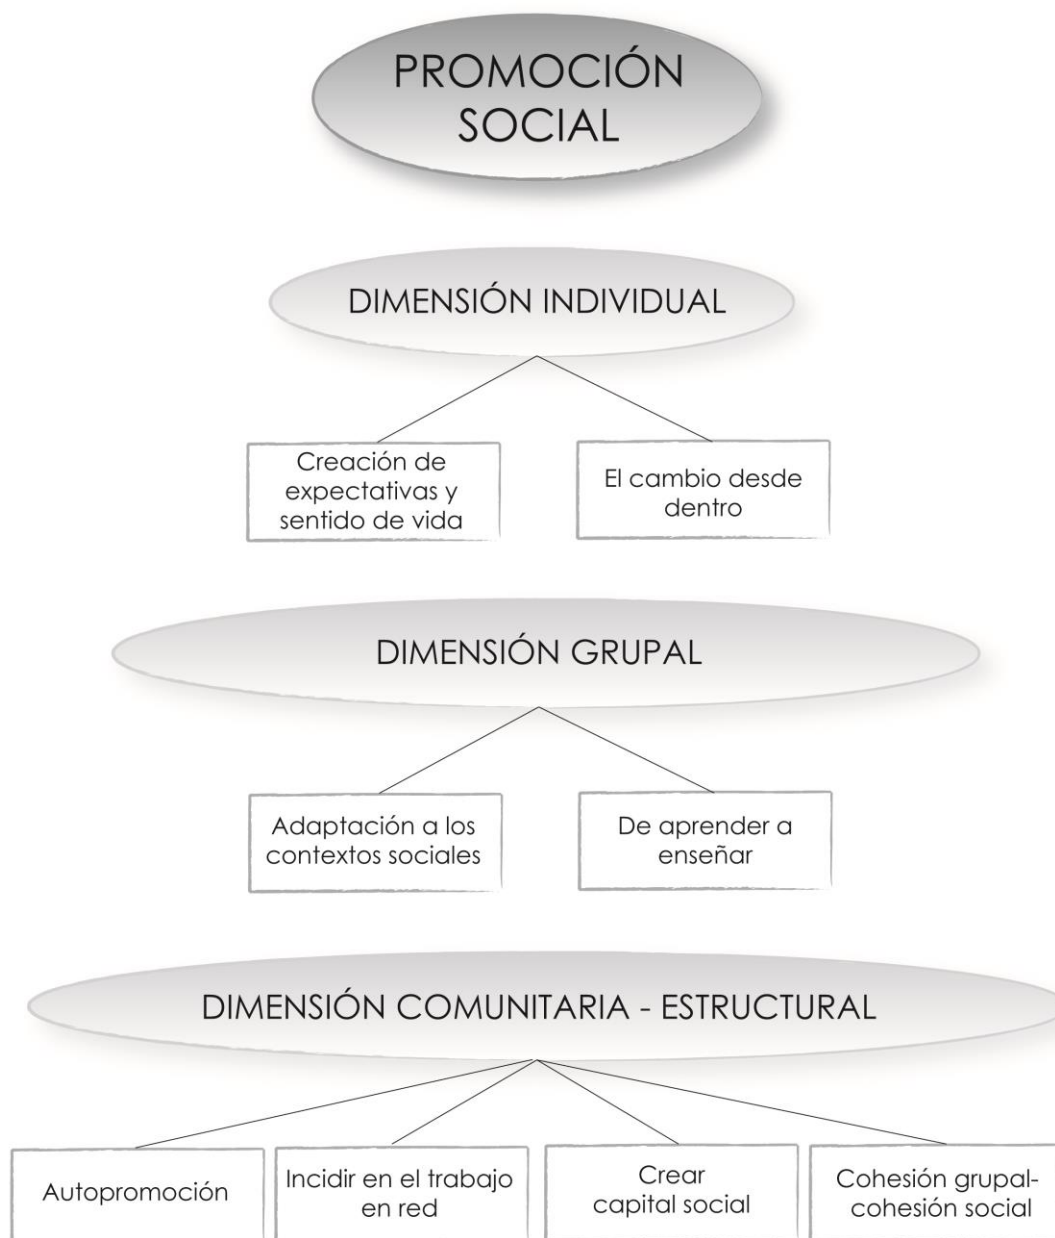 PROMOCIÓN
SOCIAL
DIMENSIÓN INDIVIDUAL
Creación de
expectativas y
sentido de vida
El cambio desde
dentro
DIMENSIÓN GRUPAL
Adaptación a los
contextos sociales
De aprender a
enseñar
DIMENSIÓN COMUNITARIA - ESTRUCTURAL
Autopromoción
Incidir en el trabajo
en red
Crear
capital social
Cohesión grupal-
cohesión social